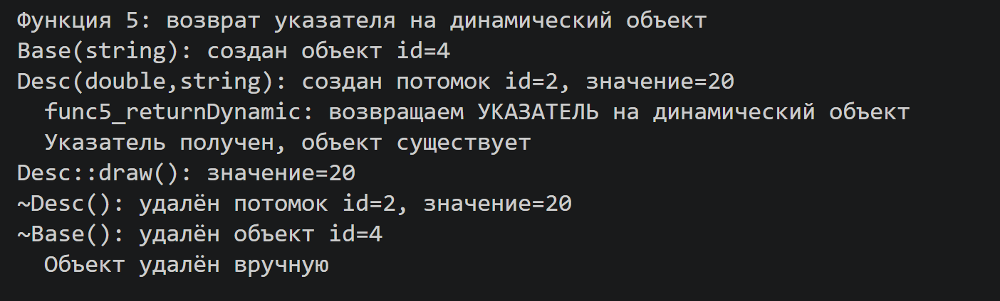 Функция 5: возврат указателя на динамический объект
Base(string): создан объект id=4
Desc(double,string): создан потомок id=2, значение=20
  func5_returnDynamic: возвращаем УКАЗАТЕЛЬ на динамический объект
  Указатель получен, объект существует
Desc::draw(): значение=20
~Desc(): удалён потомок id=2, значение=20
~Base(): удалён объект id=4
  Объект удалён вручную